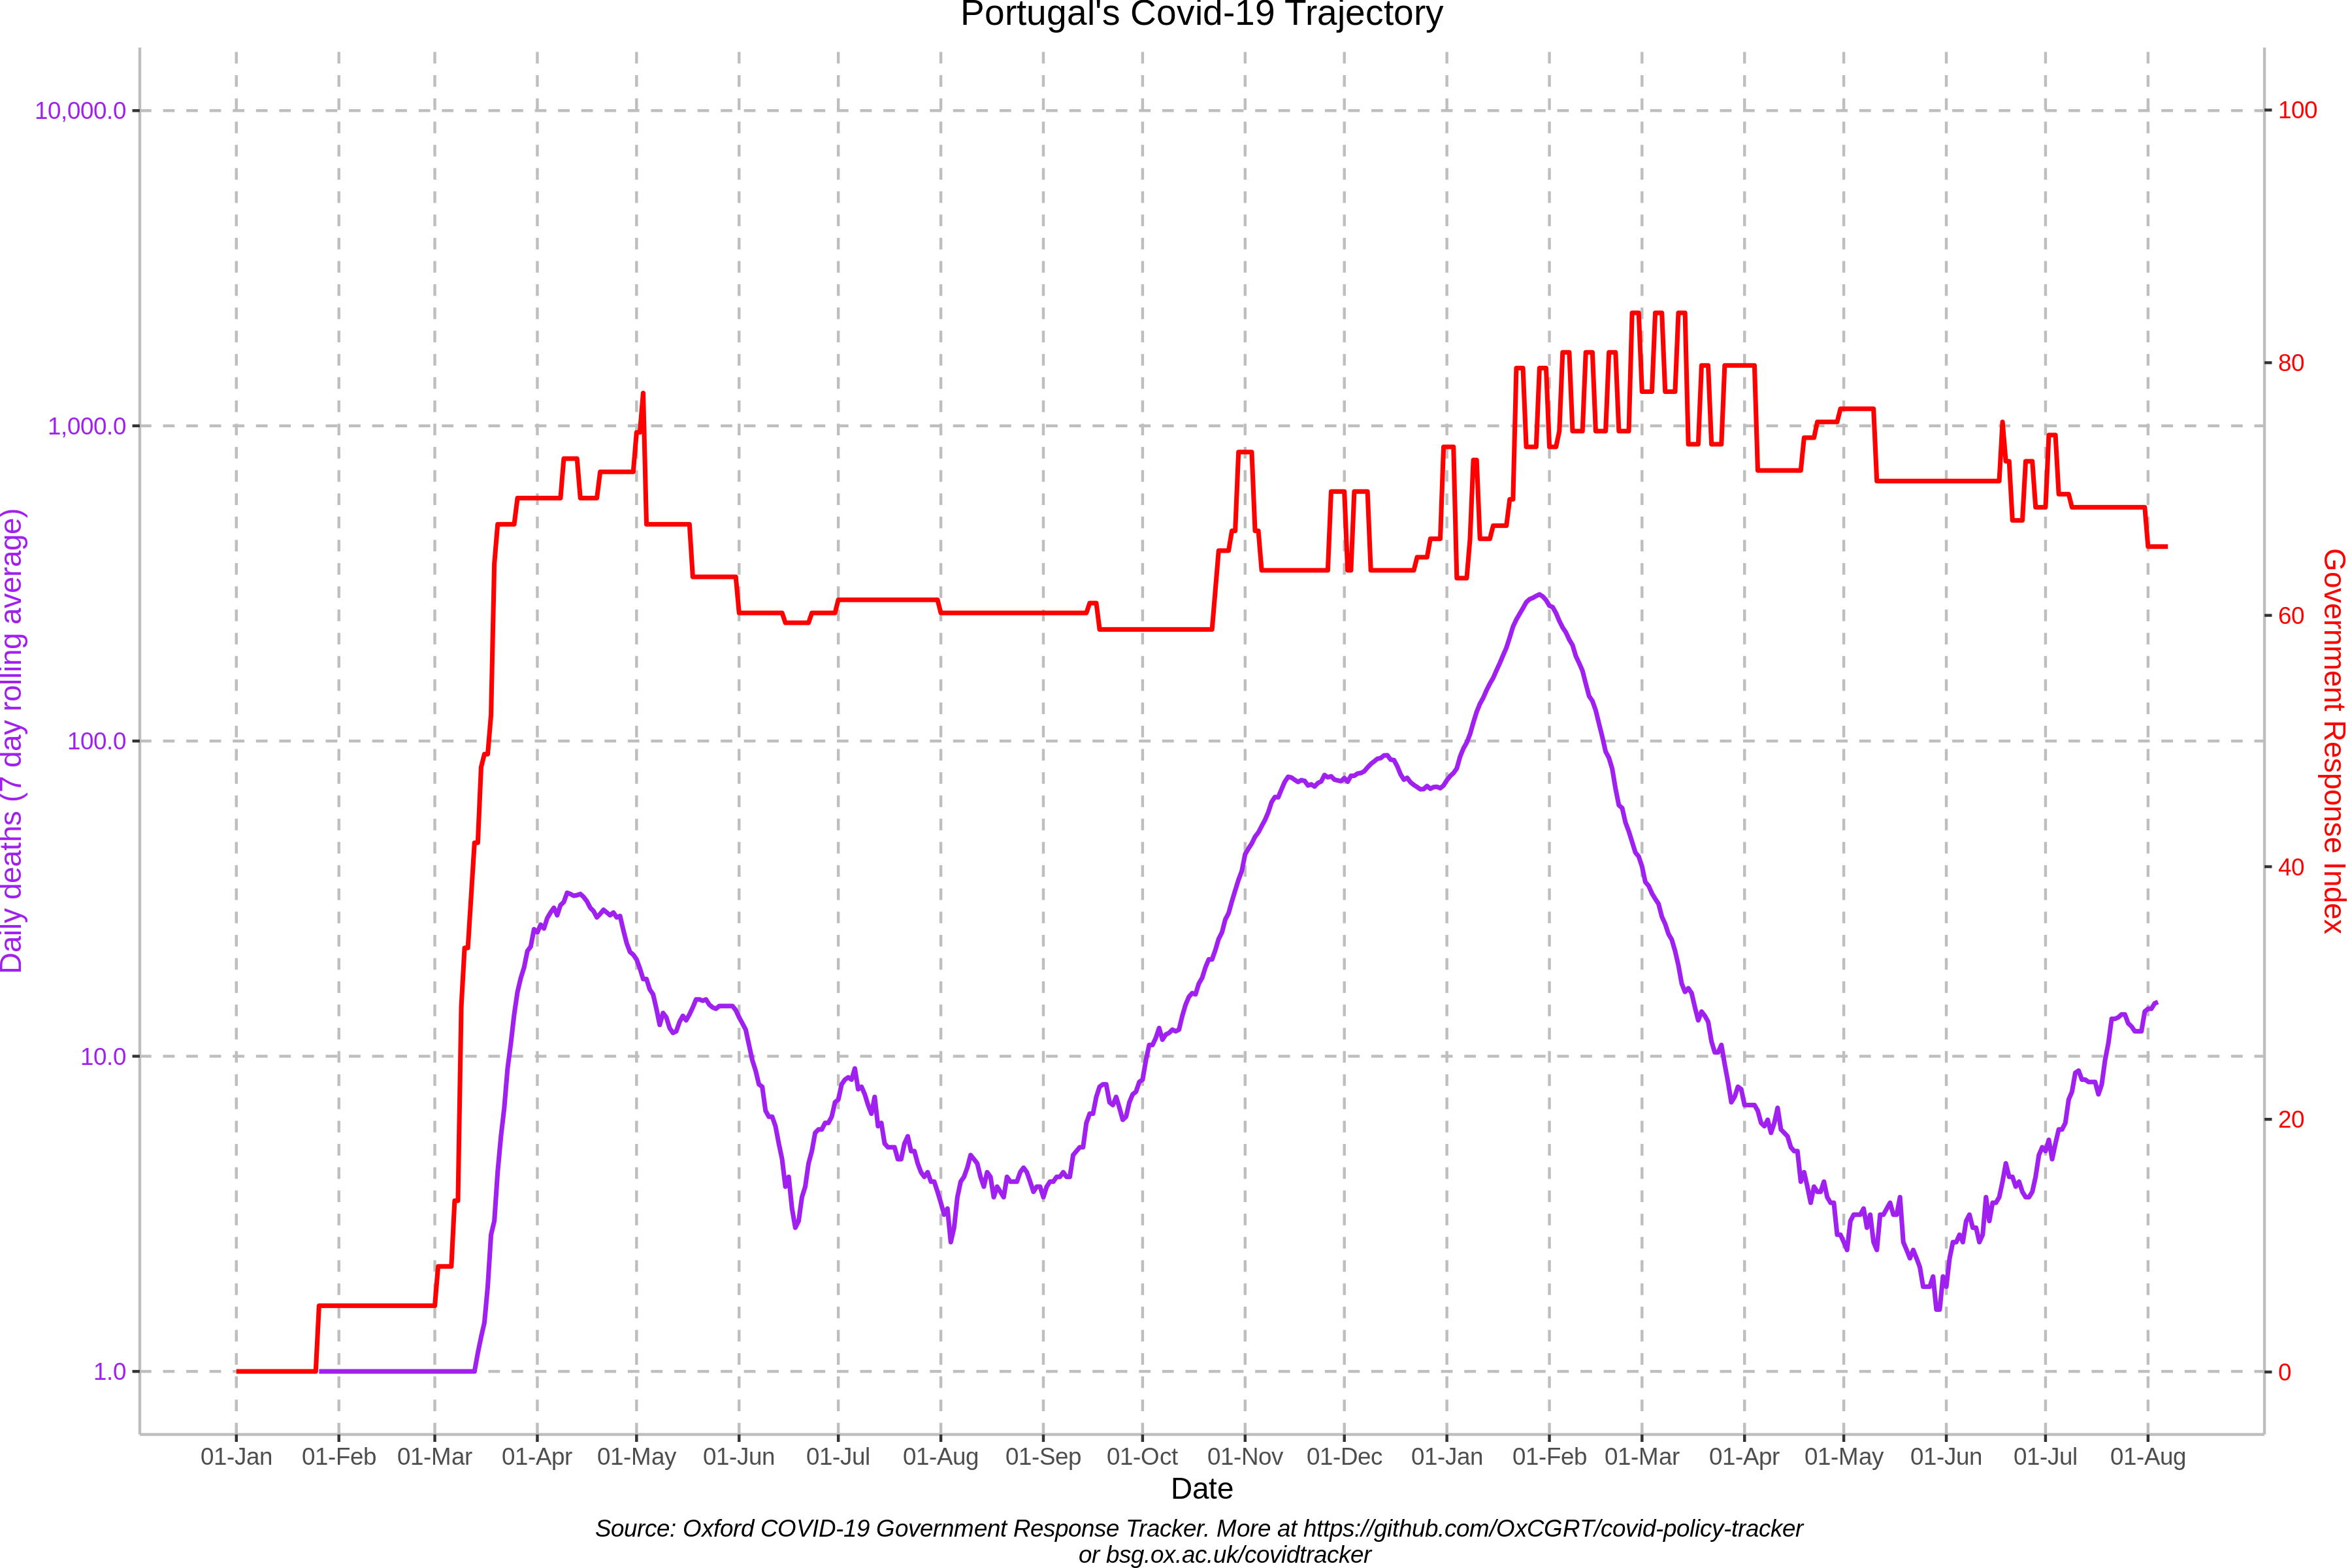 Portugal's Covid-19 Trajectory
10,000.0
1,000.0
100.0
10.0
1.0
Daily deaths (7 day rolling average)
100
80
60
40
20
0
Government Response Index
01-Jan 01-Feb 01-Mar 01-Apr 01-May 01-Jun 01-Jul 01-Aug 01-Sep 01-Oct 01-Nov 01-Dec 01-Jan 01-Feb 01-Mar 01-Apr 01-May 01-Jun 01-Jul 01-Aug
Date
Source: Oxford COVID-19 Government Response Tracker. More at https://github.com/OxCGRT/covid-policy-tracker
or bsg.ox.ac.uk/covidtracker